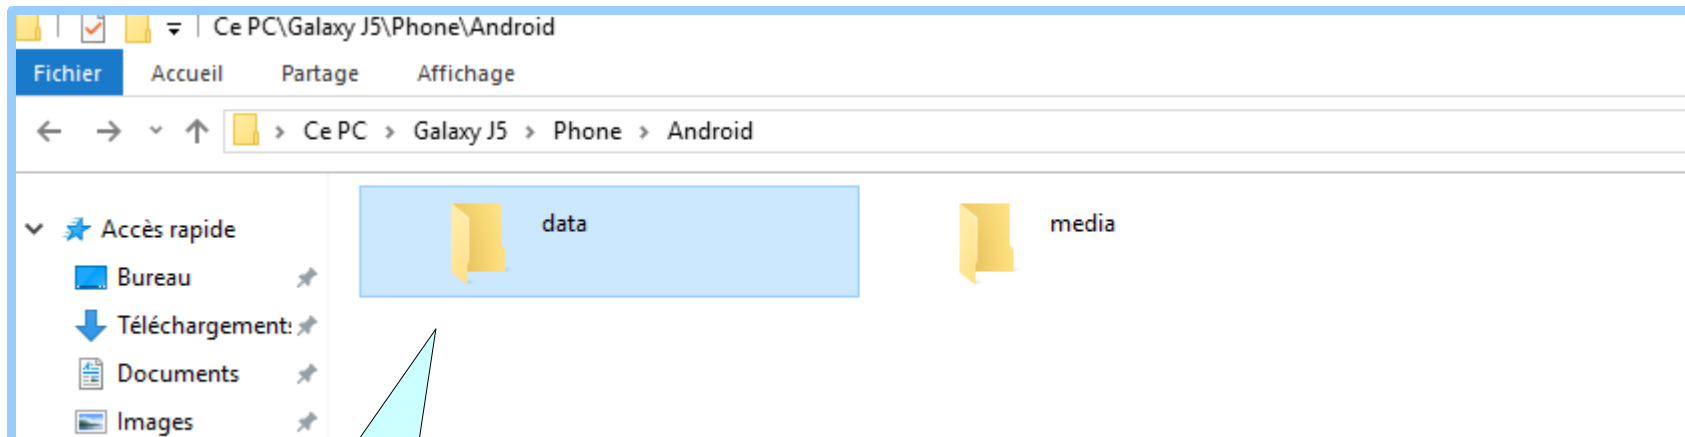 Ce PC\Galaxy J5\Phone\Android
Fichier Accueil Partage Affichage
Ce PC > Galaxy J5 > Phone > Android
data
media
Accès rapide
Bureau
Téléchargements
Documents
Images